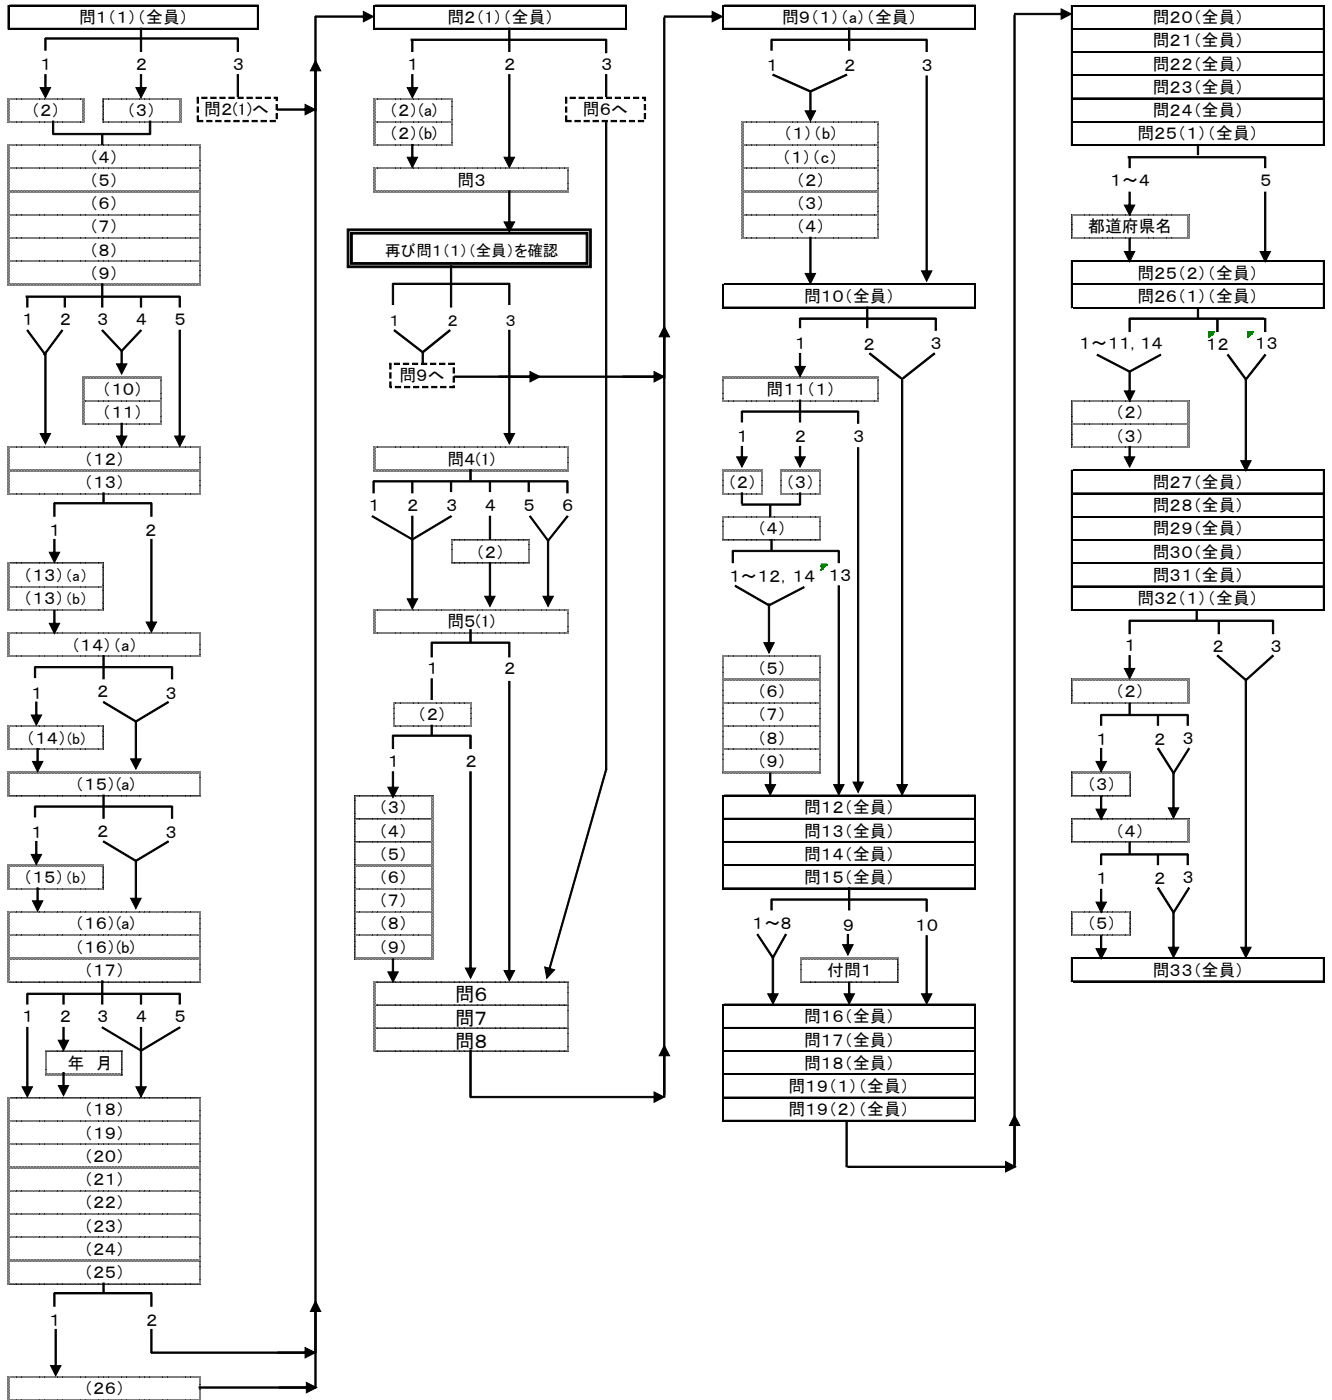 問1(1)(全員)
1 2 3
(2) (3) 問2(1)へ
(4)
(5)
(6)
(7)
(8)
(9)
1 2 3 4 5
(10)
(11)
(12)
(13)
1 2
(13)(a)
(13)(b)
(14)(a)
1 2 3
(14)(b)
(15)(a)
1 2 3
(15)(b)
(16)(a)
(16)(b)
(17)
1 2 3 4 5
年 月
(18)
(19)
(20)
(21)
(22)
(23)
(24)
(25)
1 2
(26)
問2(1)(全員)
1 2 3
(2)(a) 問6へ
(2)(b)
問3
再び問1(1)(全員)を確認
1 2 3
問9へ
問4(1)
1 2 3 4 5 6
(2)
問5(1)
1 2
(2)
1 2
(3)
(4)
(5)
(6)
(7)
(8)
(9)
問6
問7
問8
問9(1)(a)(全員)
1 2 3
(1)(b)
(1)(c)
(2)
(3)
(4)
問10(全員)
1 2 3
問11(1)
1 2 3
(2) (3)
(4)
1~12, 14 13
(5)
(6)
(7)
(8)
(9)
問12(全員)
問13(全員)
問14(全員)
問15(全員)
1~8 9 10
付問1
問16(全員)
問17(全員)
問18(全員)
問19(1)(全員)
問19(2)(全員)
問20(全員)
問21(全員)
問22(全員)
問23(全員)
問24(全員)
問25(1)(全員)
1~4 5
都道府県名
問25(2)(全員)
問26(1)(全員)
1~11, 14 12 13
(2)
(3)
問27(全員)
問28(全員)
問29(全員)
問30(全員)
問31(全員)
問32(1)(全員)
1 2 3
(2)
1 2 3
(3)
(4)
1 2 3
(5)
問33(全員)